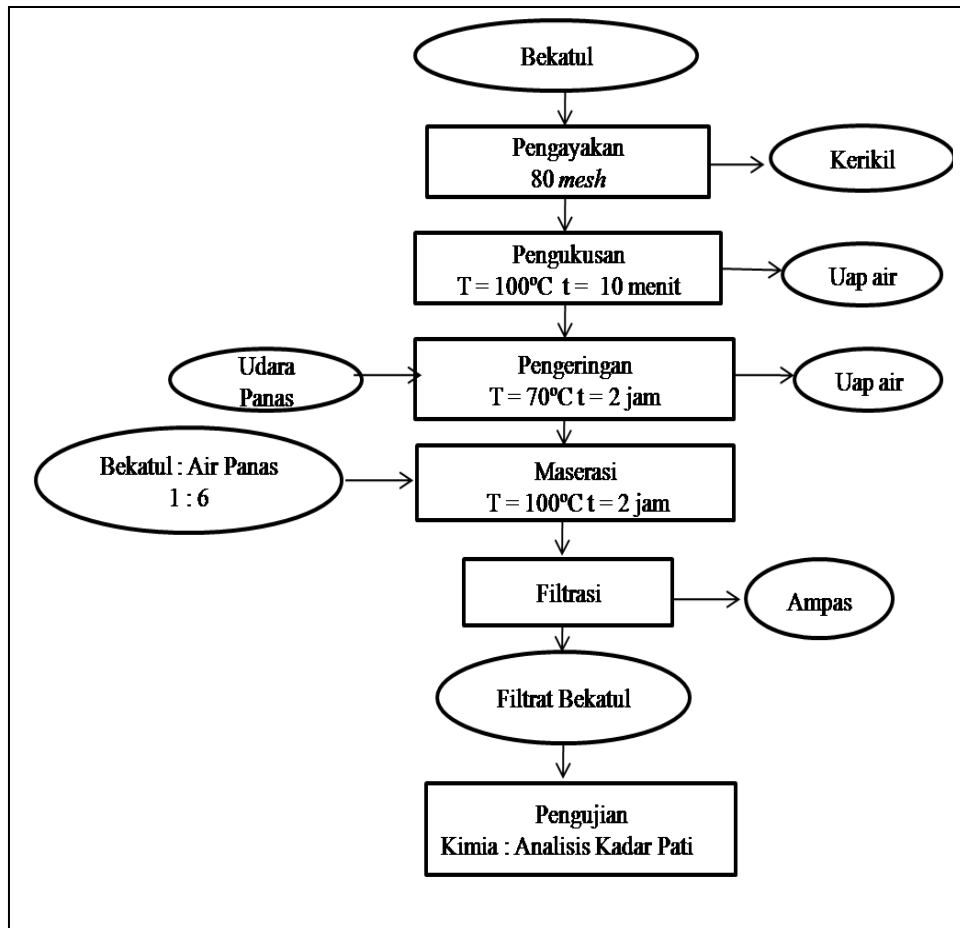 Bekatul
Pengayakan
80 mesh
Kerikil
Pengukusan
T = 100ºC t = 10 menit
Uap air
Udara
Panas
Pengeringan
T = 70ºC t = 2 jam
Uap air
Bekatul : Air Panas
1 : 6
Maserasi
T = 100ºC t = 2 jam
Filtrasi
Ampas
Filtrat Bekatul
Pengujian
Kimia : Analisis Kadar Pati